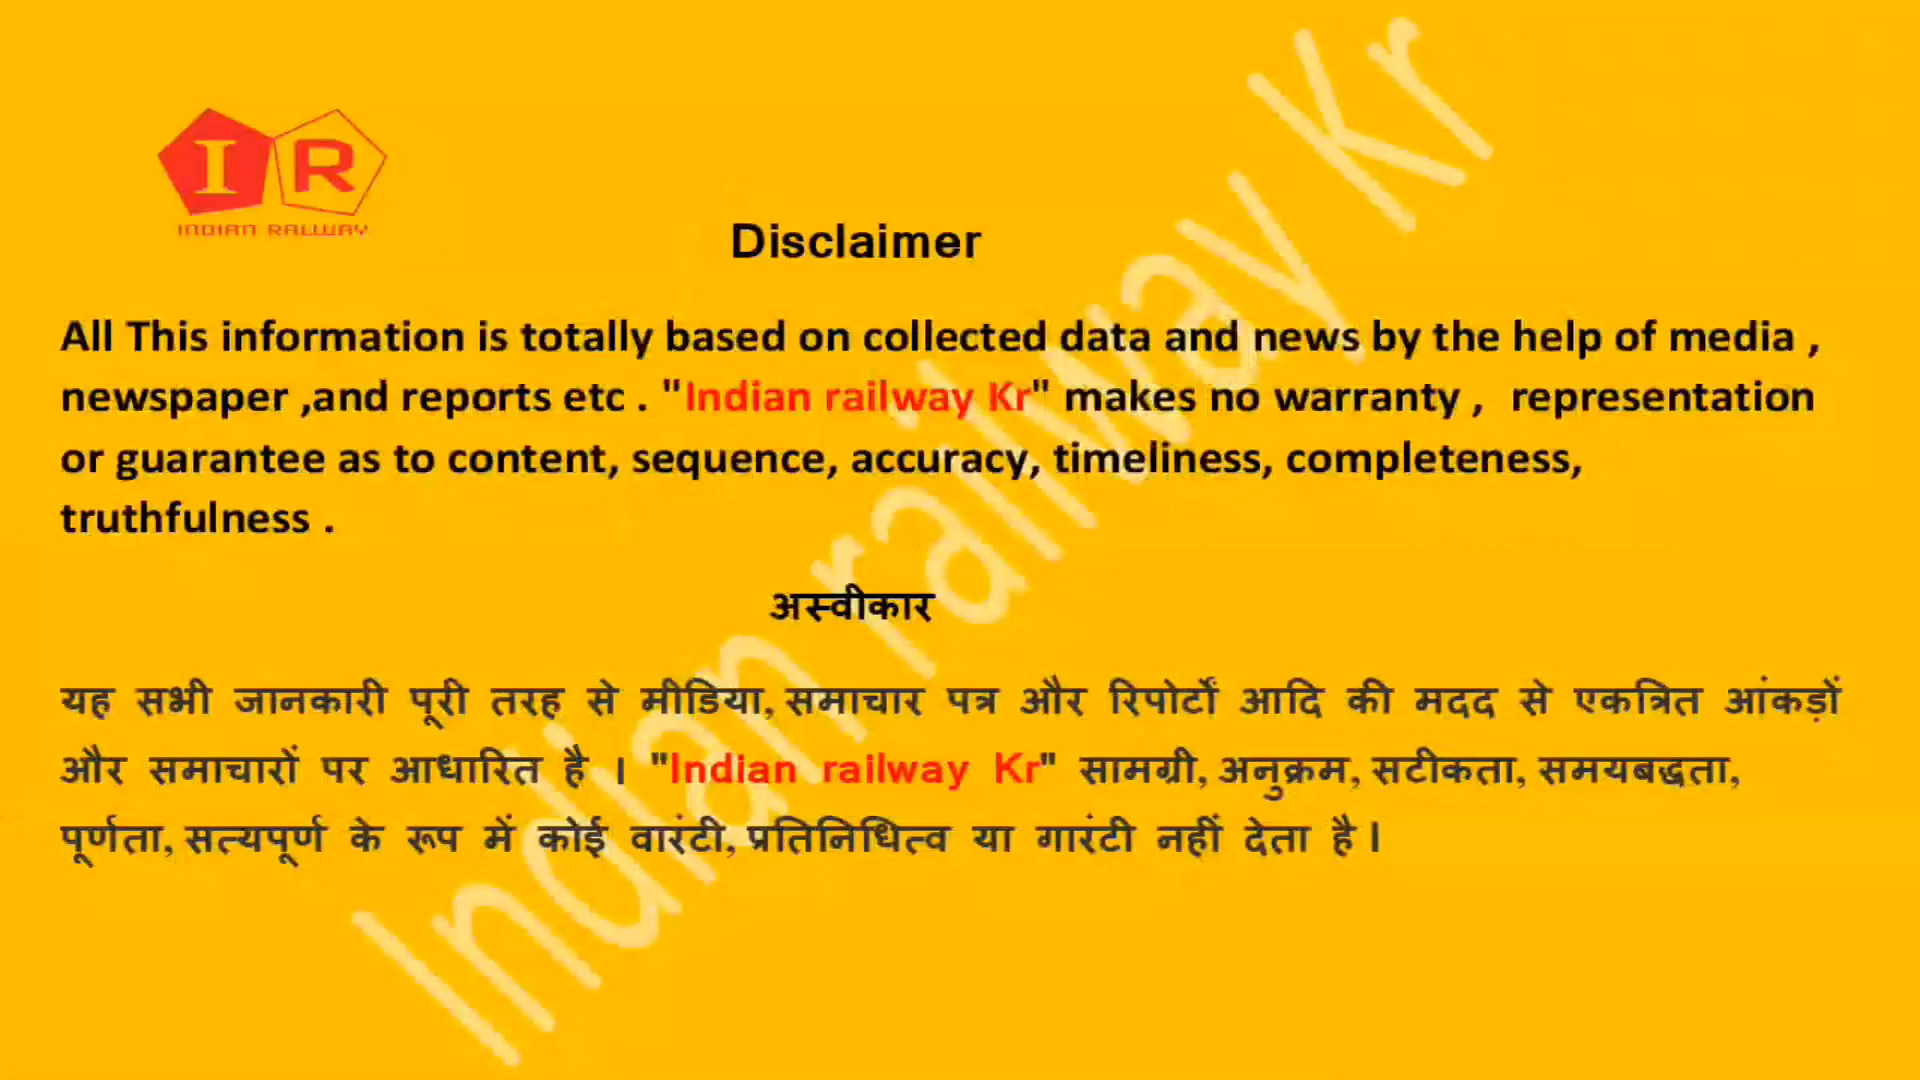 I R
INDIAN RALWAY
Disclaimer
All This information is totally based on collected data and news by the help of media ,
newspaper ,and reports etc . "Indian railway Kr" makes no warranty , representation
or guarantee as to content, sequence, accuracy, timeliness, completeness,
truthfulness .
अस्वीकार
यह सभी जानकारी पूरी तरह से मीडिया, समाचार पत्र और रिपोर्टों आदि की मदद से एकत्रित आंकड़ों
और समाचारों पर आधारित है । "Indian railway Kr" सामग्री, अनुक्रम, सटीकता, समयबद्धता,
पूर्णता, सत्यपूर्ण के रूप में कोई वारंटी, प्रतिनिधित्व या गारंटी नहीं देता है l
Indian railway Kr